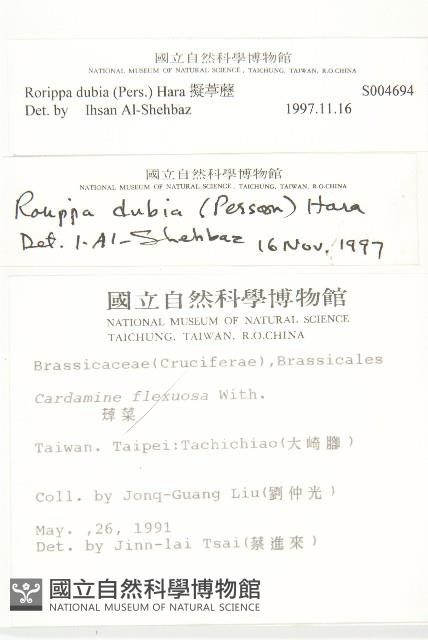 國立自然科學博物館
NATIONAL MUSEUM OF NATURAL SCIENCE, TAICHUNG, TAIWAN, R.O.CHINA
Rorippa dubia (Pers.) Hara 擬葶藶 S004694
Det. by Ihsan Al-Shehbaz 1997.11.16
國立自然科學博物館
NATIONAL MUSEUM OF NATURAL SCIENCE, TAICHUNG, TAIWAN, R.O.CHINA
Rorippa dubia (Persoon) Hara
Det. I. Al-Shehbaz 16 Nov. 1997
國立自然科學博物館
NATIONAL MUSEUM OF NATURAL SCIENCE
TAICHUNG, TAIWAN, R.O.CHINA
Brassicaceae(Cruciferae),Brassicales
Cardamine flexuosa With.
菜
Taiwan. Taipei:Tachichiao(大崎腳)
Coll. by Jonq-Guang Liu(劉仲光)
May. ,26, 1991
Det. by Jinn-lai Tsai(蔡進來)
國立自然科學博物館
NATIONAL MUSEUM OF NATURAL SCIENCE